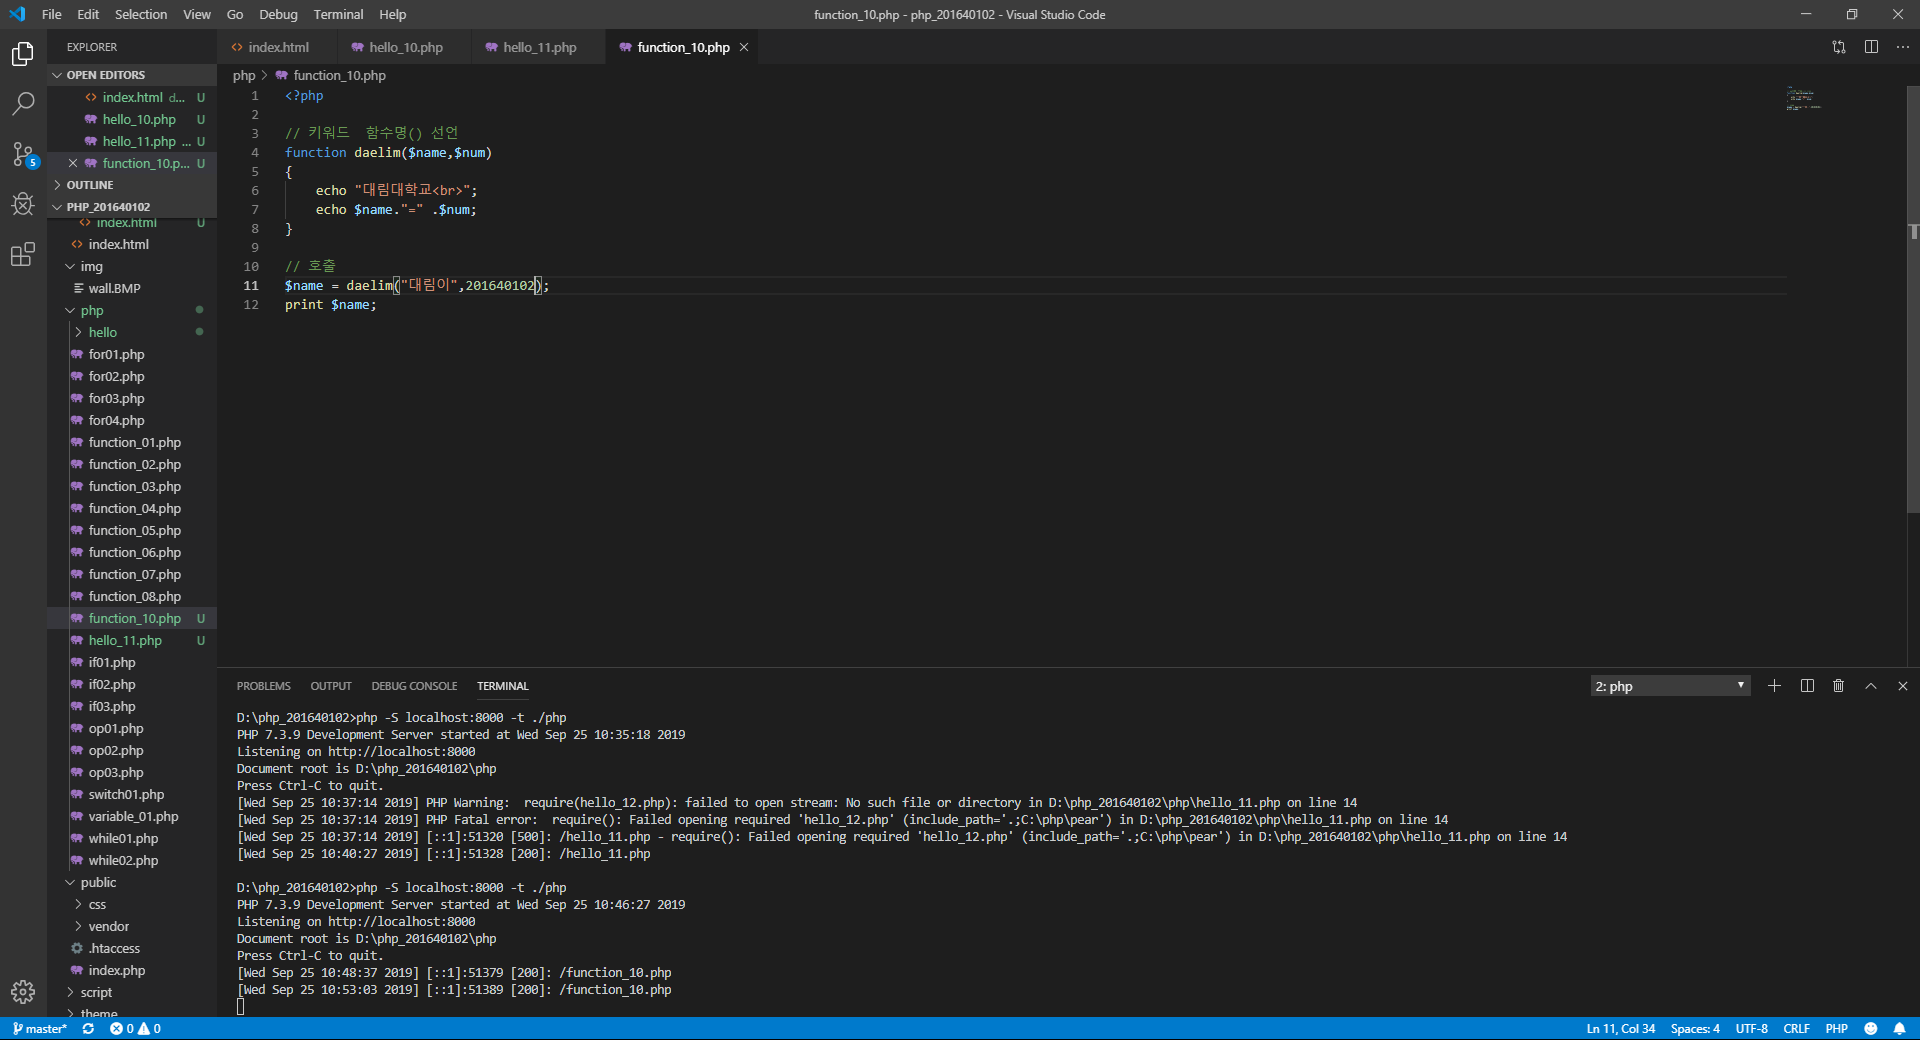 File Edit Selection View Go Debug Terminal Help
function_10.php - php_201640102 - Visual Studio Code
EXPLORER
OPEN EDITORS
index.html d... U
hello_10.php U
hello_11.php ... U
function_10.p... U
OUTLINE
PHP_201640102
index.html U
index.html
img
wall.BMP
php
hello
for01.php
for02.php
for03.php
for04.php
function_01.php
function_02.php
function_03.php
function_04.php
function_05.php
function_06.php
function_07.php
function_08.php
function_10.php U
hello_11.php U
if01.php
if02.php
if03.php
op01.php
op02.php
op03.php
switch01.php
variable_01.php
while01.php
while02.php
public
css
vendor
.htaccess
index.php
script
theme
5
index.html hello_10.php hello_11.php function_10.php
php > function_10.php
1 <?php
2
3 // 키워드  함수명() 선언
4 function daelim($name,$num)
5 {
6     echo "대림대학교<br>";
7     echo $name."=" .$num;
8 }
9
10 // 호출
11 $name = daelim("대림이",201640102);
12 print $name;
PROBLEMS OUTPUT DEBUG CONSOLE TERMINAL
2: php
D:\php_201640102>php -S localhost:8000 -t ./php
PHP 7.3.9 Development Server started at Wed Sep 25 10:35:18 2019
Listening on http://localhost:8000
Document root is D:\php_201640102\php
Press Ctrl-C to quit.
[Wed Sep 25 10:37:14 2019] PHP Warning:  require(hello_12.php): failed to open stream: No such file or directory in D:\php_201640102\php\hello_11.php on line 14
[Wed Sep 25 10:37:14 2019] PHP Fatal error:  require(): Failed opening required 'hello_12.php' (include_path='.;C:\php\pear') in D:\php_201640102\php\hello_11.php on line 14
[Wed Sep 25 10:37:14 2019] [::1]:51320 [500]: /hello_11.php - require(): Failed opening required 'hello_12.php' (include_path='.;C:\php\pear') in D:\php_201640102\php\hello_11.php on line 14
[Wed Sep 25 10:40:27 2019] [::1]:51328 [200]: /hello_11.php
D:\php_201640102>php -S localhost:8000 -t ./php
PHP 7.3.9 Development Server started at Wed Sep 25 10:46:27 2019
Listening on http://localhost:8000
Document root is D:\php_201640102\php
Press Ctrl-C to quit.
[Wed Sep 25 10:48:37 2019] [::1]:51379 [200]: /function_10.php
[Wed Sep 25 10:53:03 2019] [::1]:51389 [200]: /function_10.php
master* 0 0
Ln 11, Col 34 Spaces: 4 UTF-8 CRLF PHP